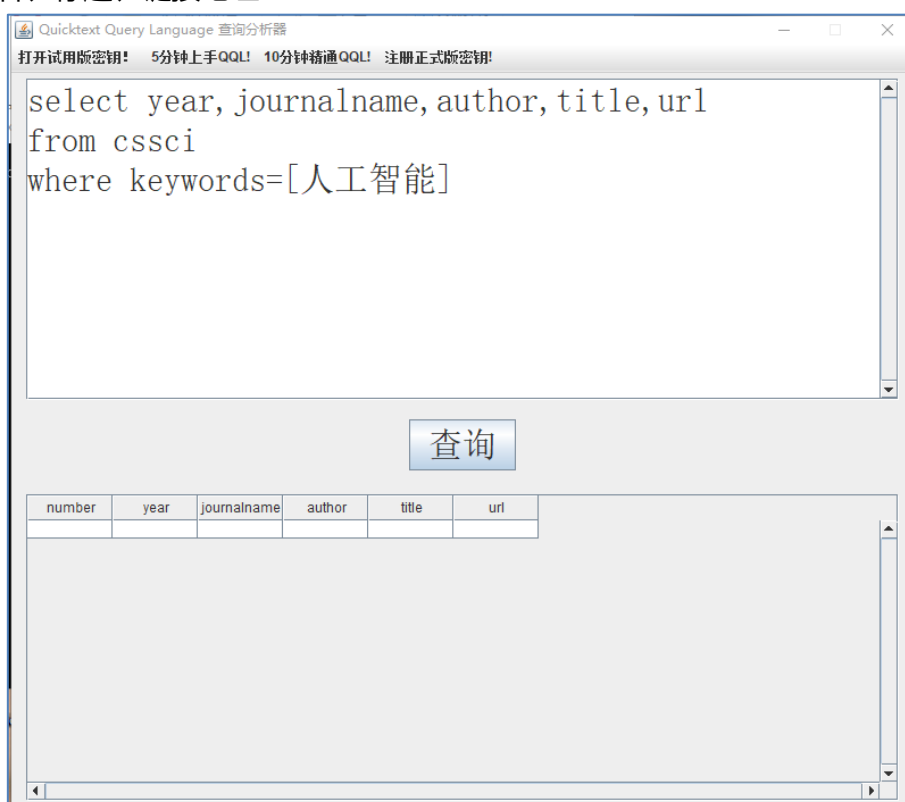 Quicktext Query Language 查询分析器
打开试用版密钥! 5分钟上手QQL! 10分钟精通QQL! 注册正式版密钥!
select year,journalname,author,title,url
from cssci
where keywords=[人工智能]
查询
number year journalname author title url